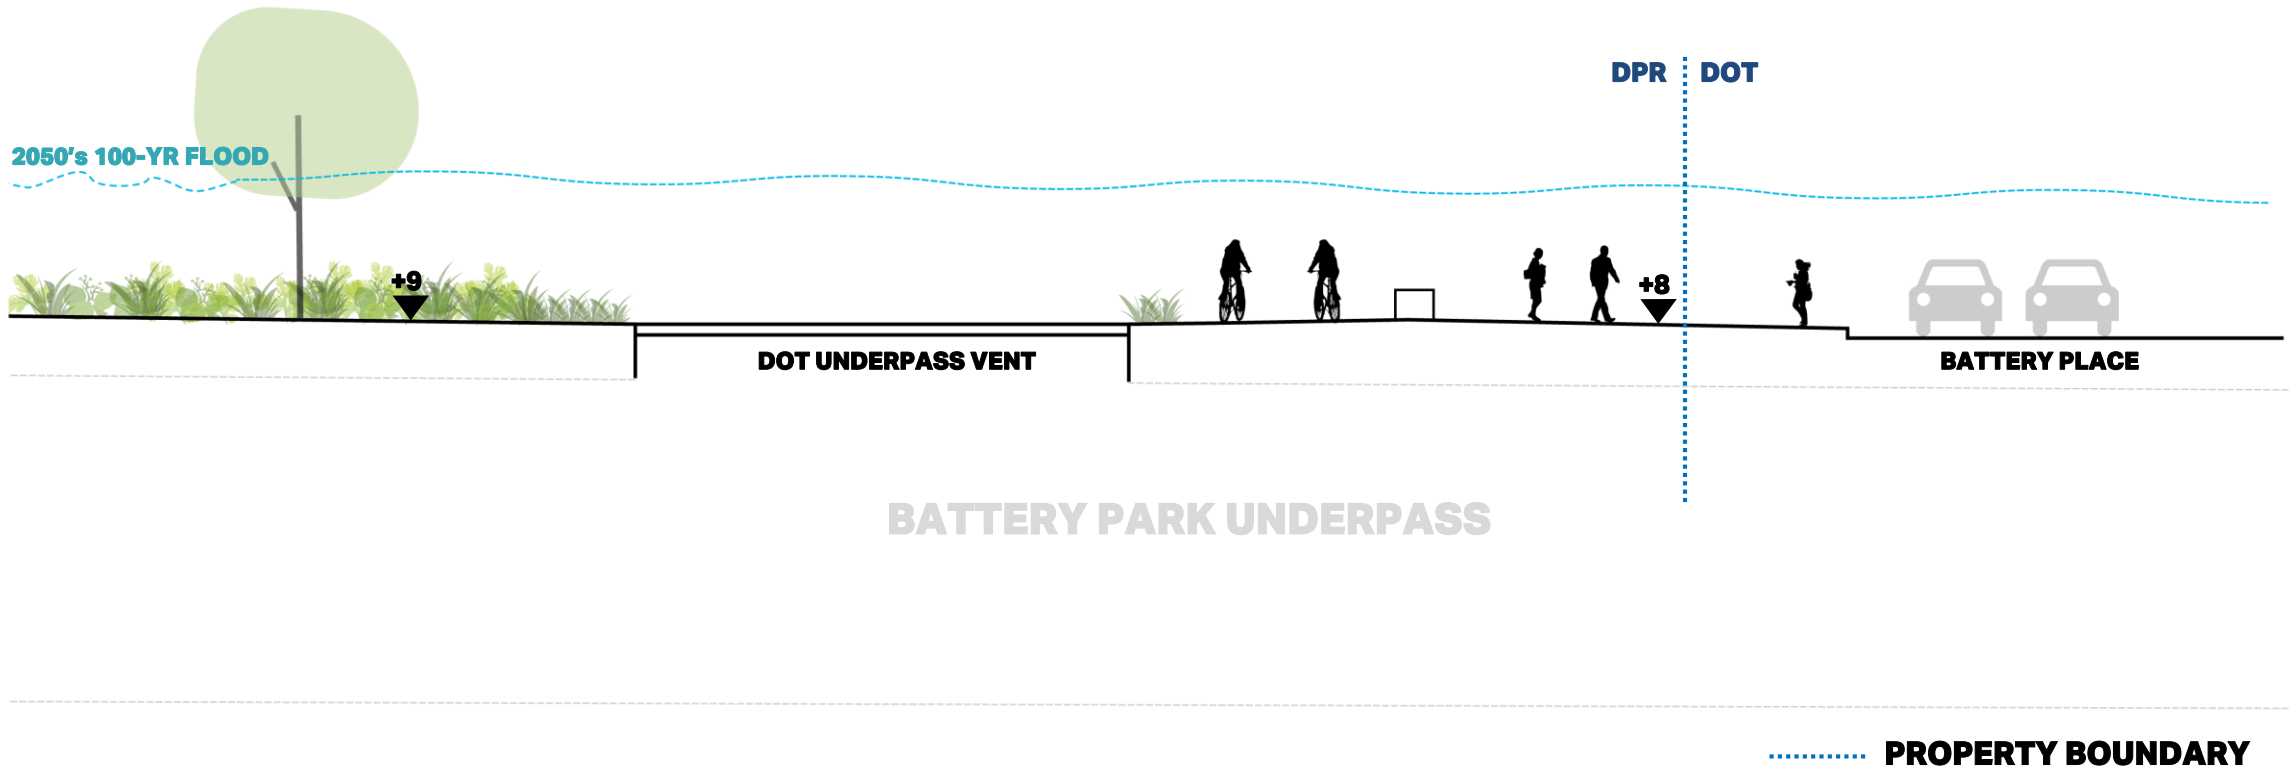 DPR
DOT
2050's 100-YR FLOOD
+9
+8
DOT UNDERPASS VENT
BATTERY PLACE
BATTERY PARK UNDERPASS
PROPERTY BOUNDARY